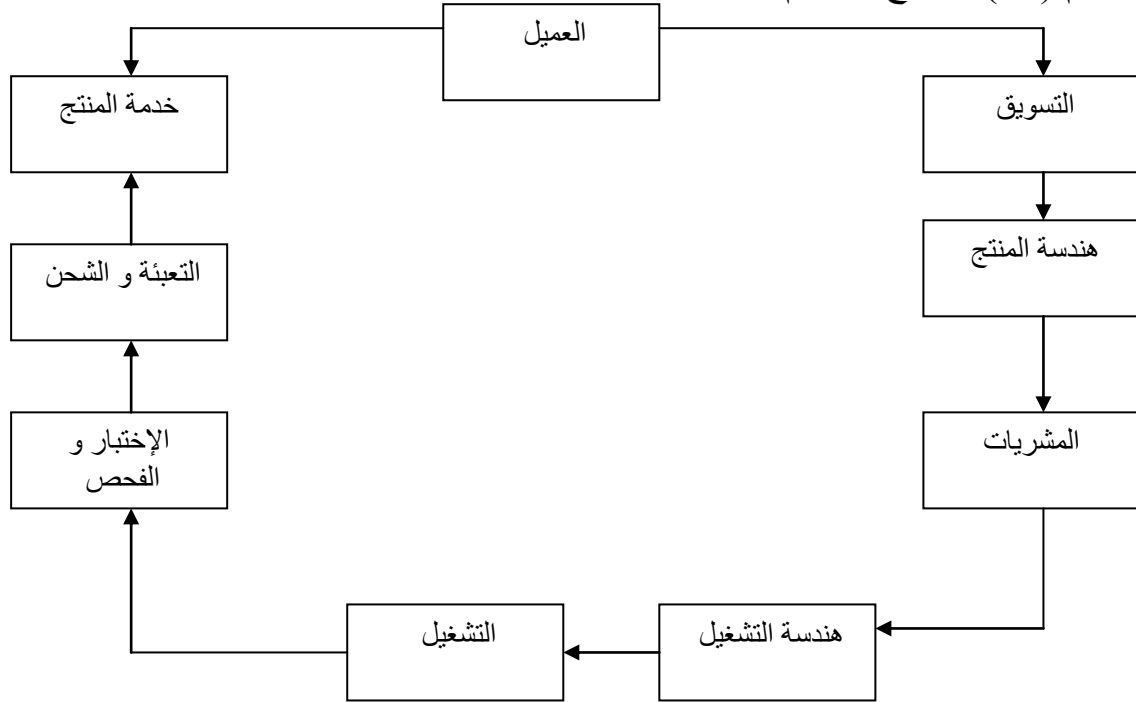 العميل
خدمة المنتج
التسويق
هندسة المنتج
التعبئة و الشحن
المشريات
الإختبار و
الفحص
هندسة التشغيل
التشغيل